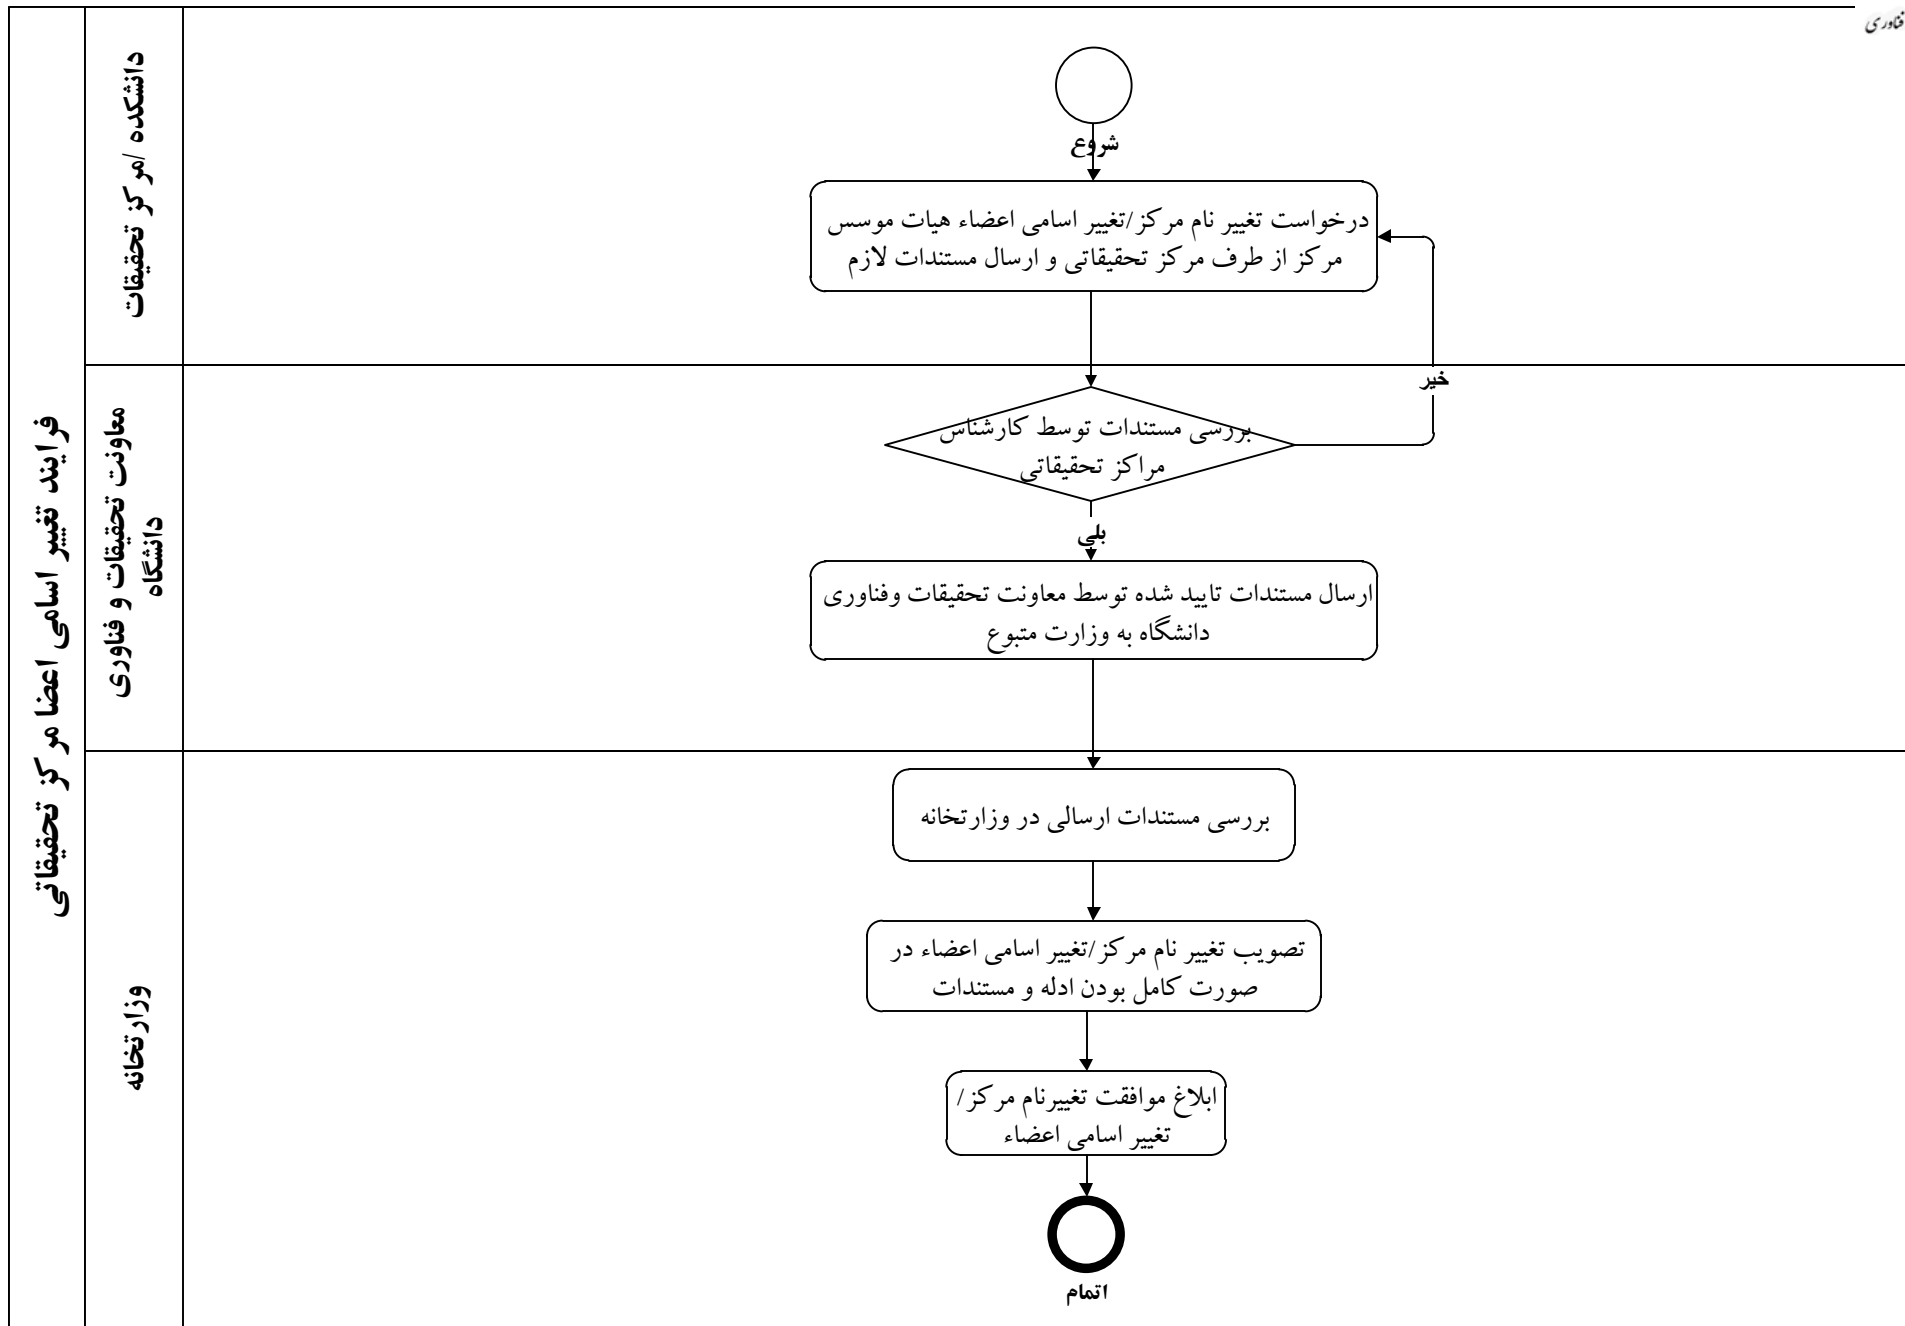 فناوری
فرایند تغییر اسامی اعضا مرکز تحقیقاتی
دانشکده /مرکز تحقیقات
شروع
درخواست تغییر نام مرکز/تغییر اسامی اعضاء هیات موسس
مرکز از طرف مرکز تحقیقاتی و ارسال مستندات لازم
معاونت تحقیقات و فناوری
دانشگاه
خیر
بررسی مستندات توسط کارشناس
مراکز تحقیقاتی
بلی
ارسال مستندات تایید شده توسط معاونت تحقیقات وفناوری
دانشگاه به وزارت متبوع
وزارتخانه
بررسی مستندات ارسالی در وزارتخانه
تصویب تغییر نام مرکز/تغییر اسامی اعضاء در
صورت کامل بودن ادله و مستندات
ابلاغ موافقت تغییرنام مرکز/
تغییر اسامی اعضاء
اتمام